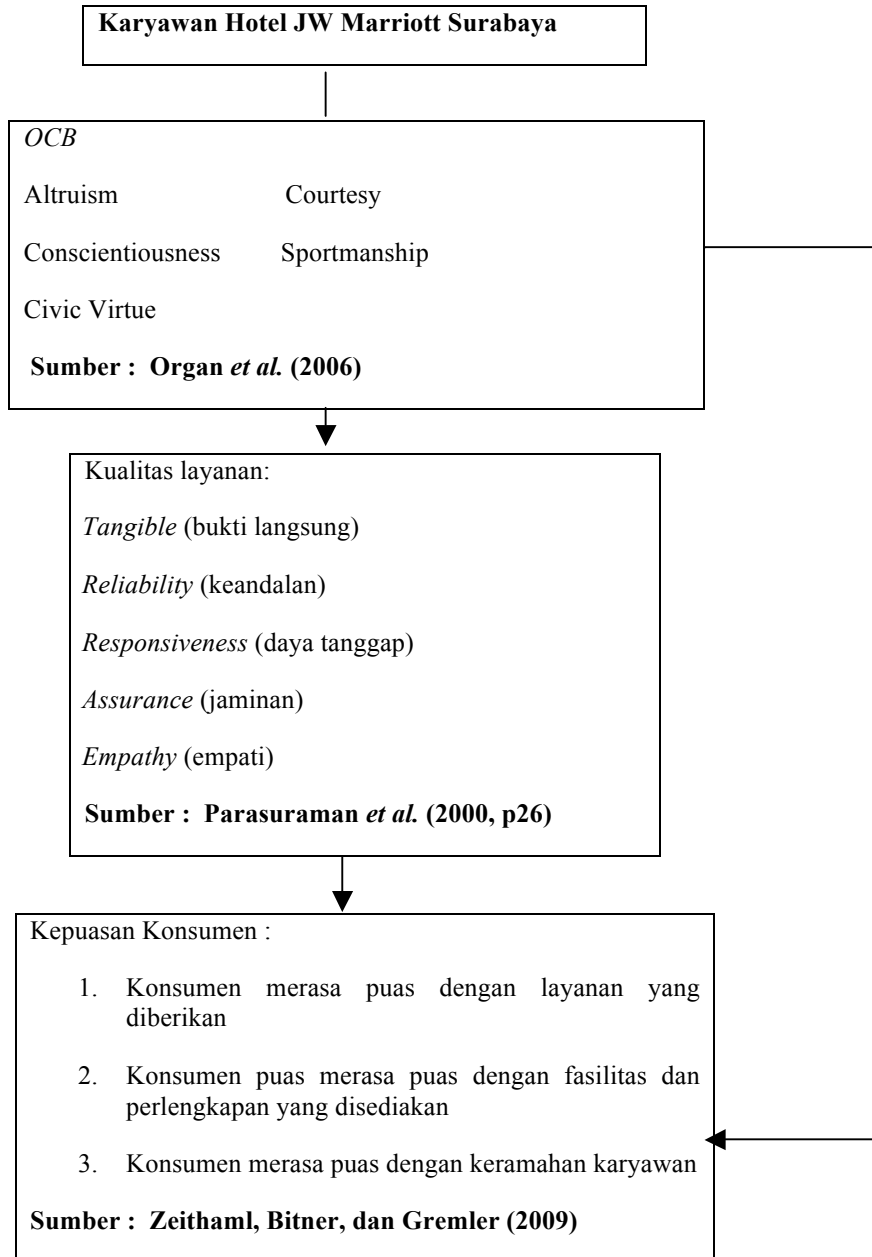 Karyawan Hotel JW Marriott Surabaya
OCB
Altruism Courtesy
Conscientiousness Sportmanship
Civic Virtue
Sumber : Organ et al. (2006)
Kualitas layanan:
Tangible (bukti langsung)
Reliability (keandalan)
Responsiveness (daya tanggap)
Assurance (jaminan)
Empathy (empati)
Sumber : Parasuraman et al. (2000, p26)
Kepuasan Konsumen :
1. Konsumen merasa puas dengan layanan yang
diberikan
2. Konsumen puas merasa puas dengan fasilitas dan
perlengkapan yang disediakan
3. Konsumen merasa puas dengan keramahan karyawan
Sumber : Zeithaml, Bitner, dan Gremler (2009)